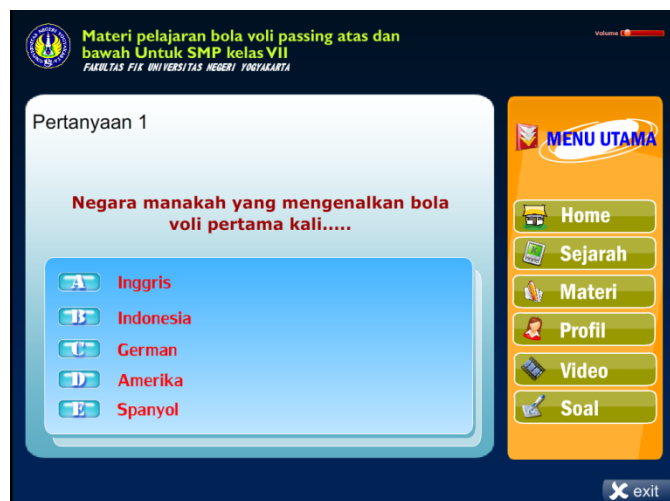 Materi pelajaran bola voli passing atas dan
bawah Untuk SMP kelas VII
FAKULTAS FIK UNIVERSITAS NEGERI YOGYAKARTA
Volume
Pertanyaan 1
Negara manakah yang mengenalkan bola
voli pertama kali.....
A Inggris
B Indonesia
C German
D Amerika
E Spanyol
MENU UTAMA
Home
Sejarah
Materi
Profil
Video
Soal
exit